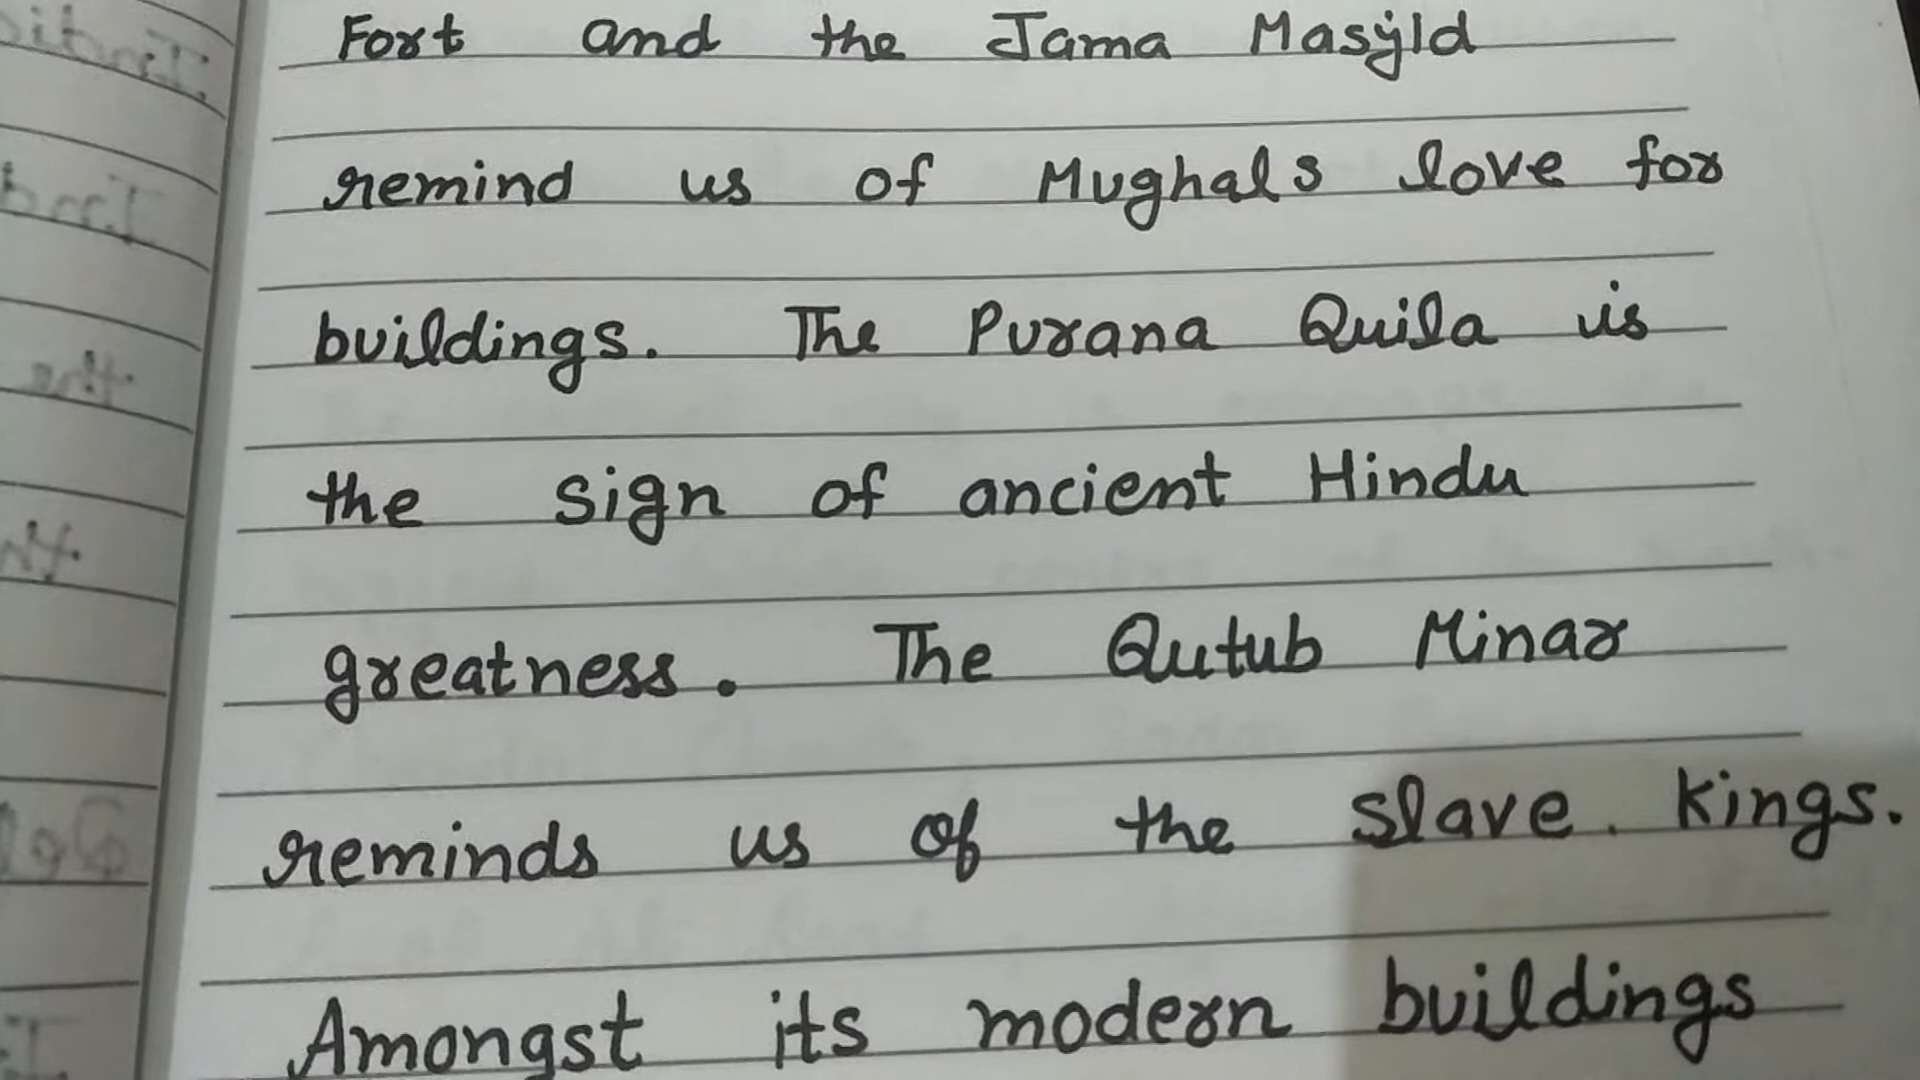 Fort and the Jama Masjid
remind us of Mughals love for
buildings. The Purana Quila is
the sign of ancient Hindu
greatness. The Qutub Minar
reminds us of the slave. Kings.
Amongst its modern buildings